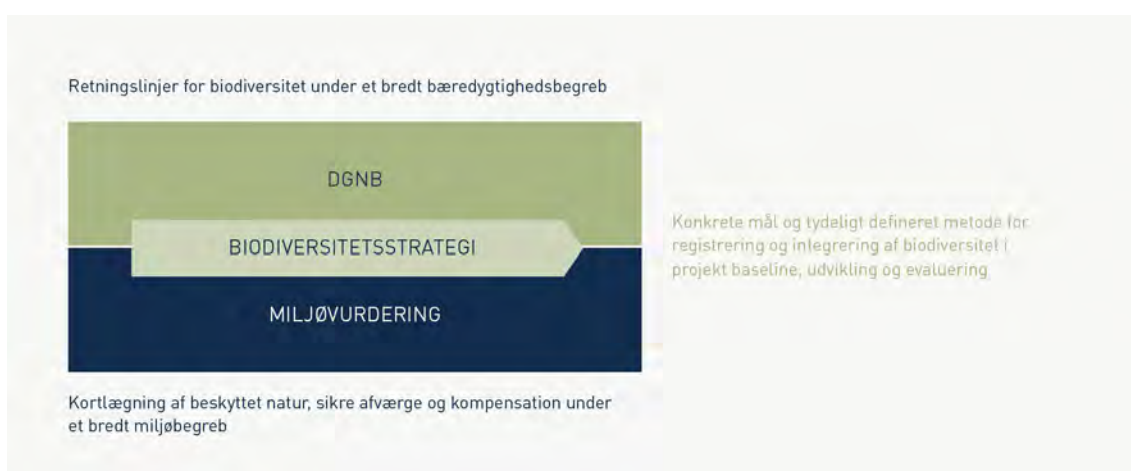 Retningslinjer for biodiversitet under et bredt bæredygtighedsbegreb
DGNB
BIODIVERSITETSSTRATEGI
MILJØVURDERING
Konkrete mål og tydeligt defineret metode for
registrering og integrering af biodiversitet i
projekt baseline, udvikling og evaluering
Kortlægning af beskyttet natur, sikre afværge og kompensation under
et bredt miljøbegreb